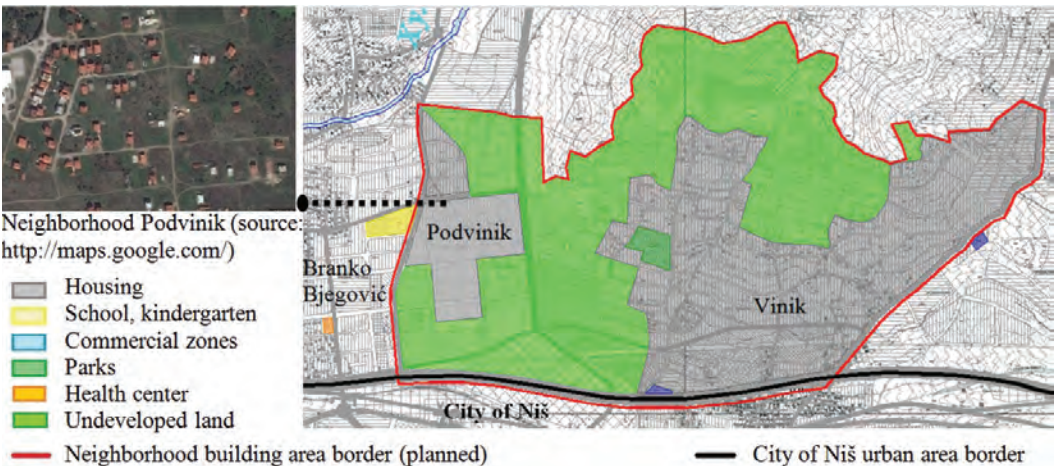 Neighborhood Podvinik (source:
http://maps.google.com/)
Housing
School, kindergarten
Commercial zones
Parks
Health center
Undeveloped land
Neighborhood building area border (planned)
Podvinik
Branko
Bjegović
Vinik
City of Niš
City of Niš urban area border